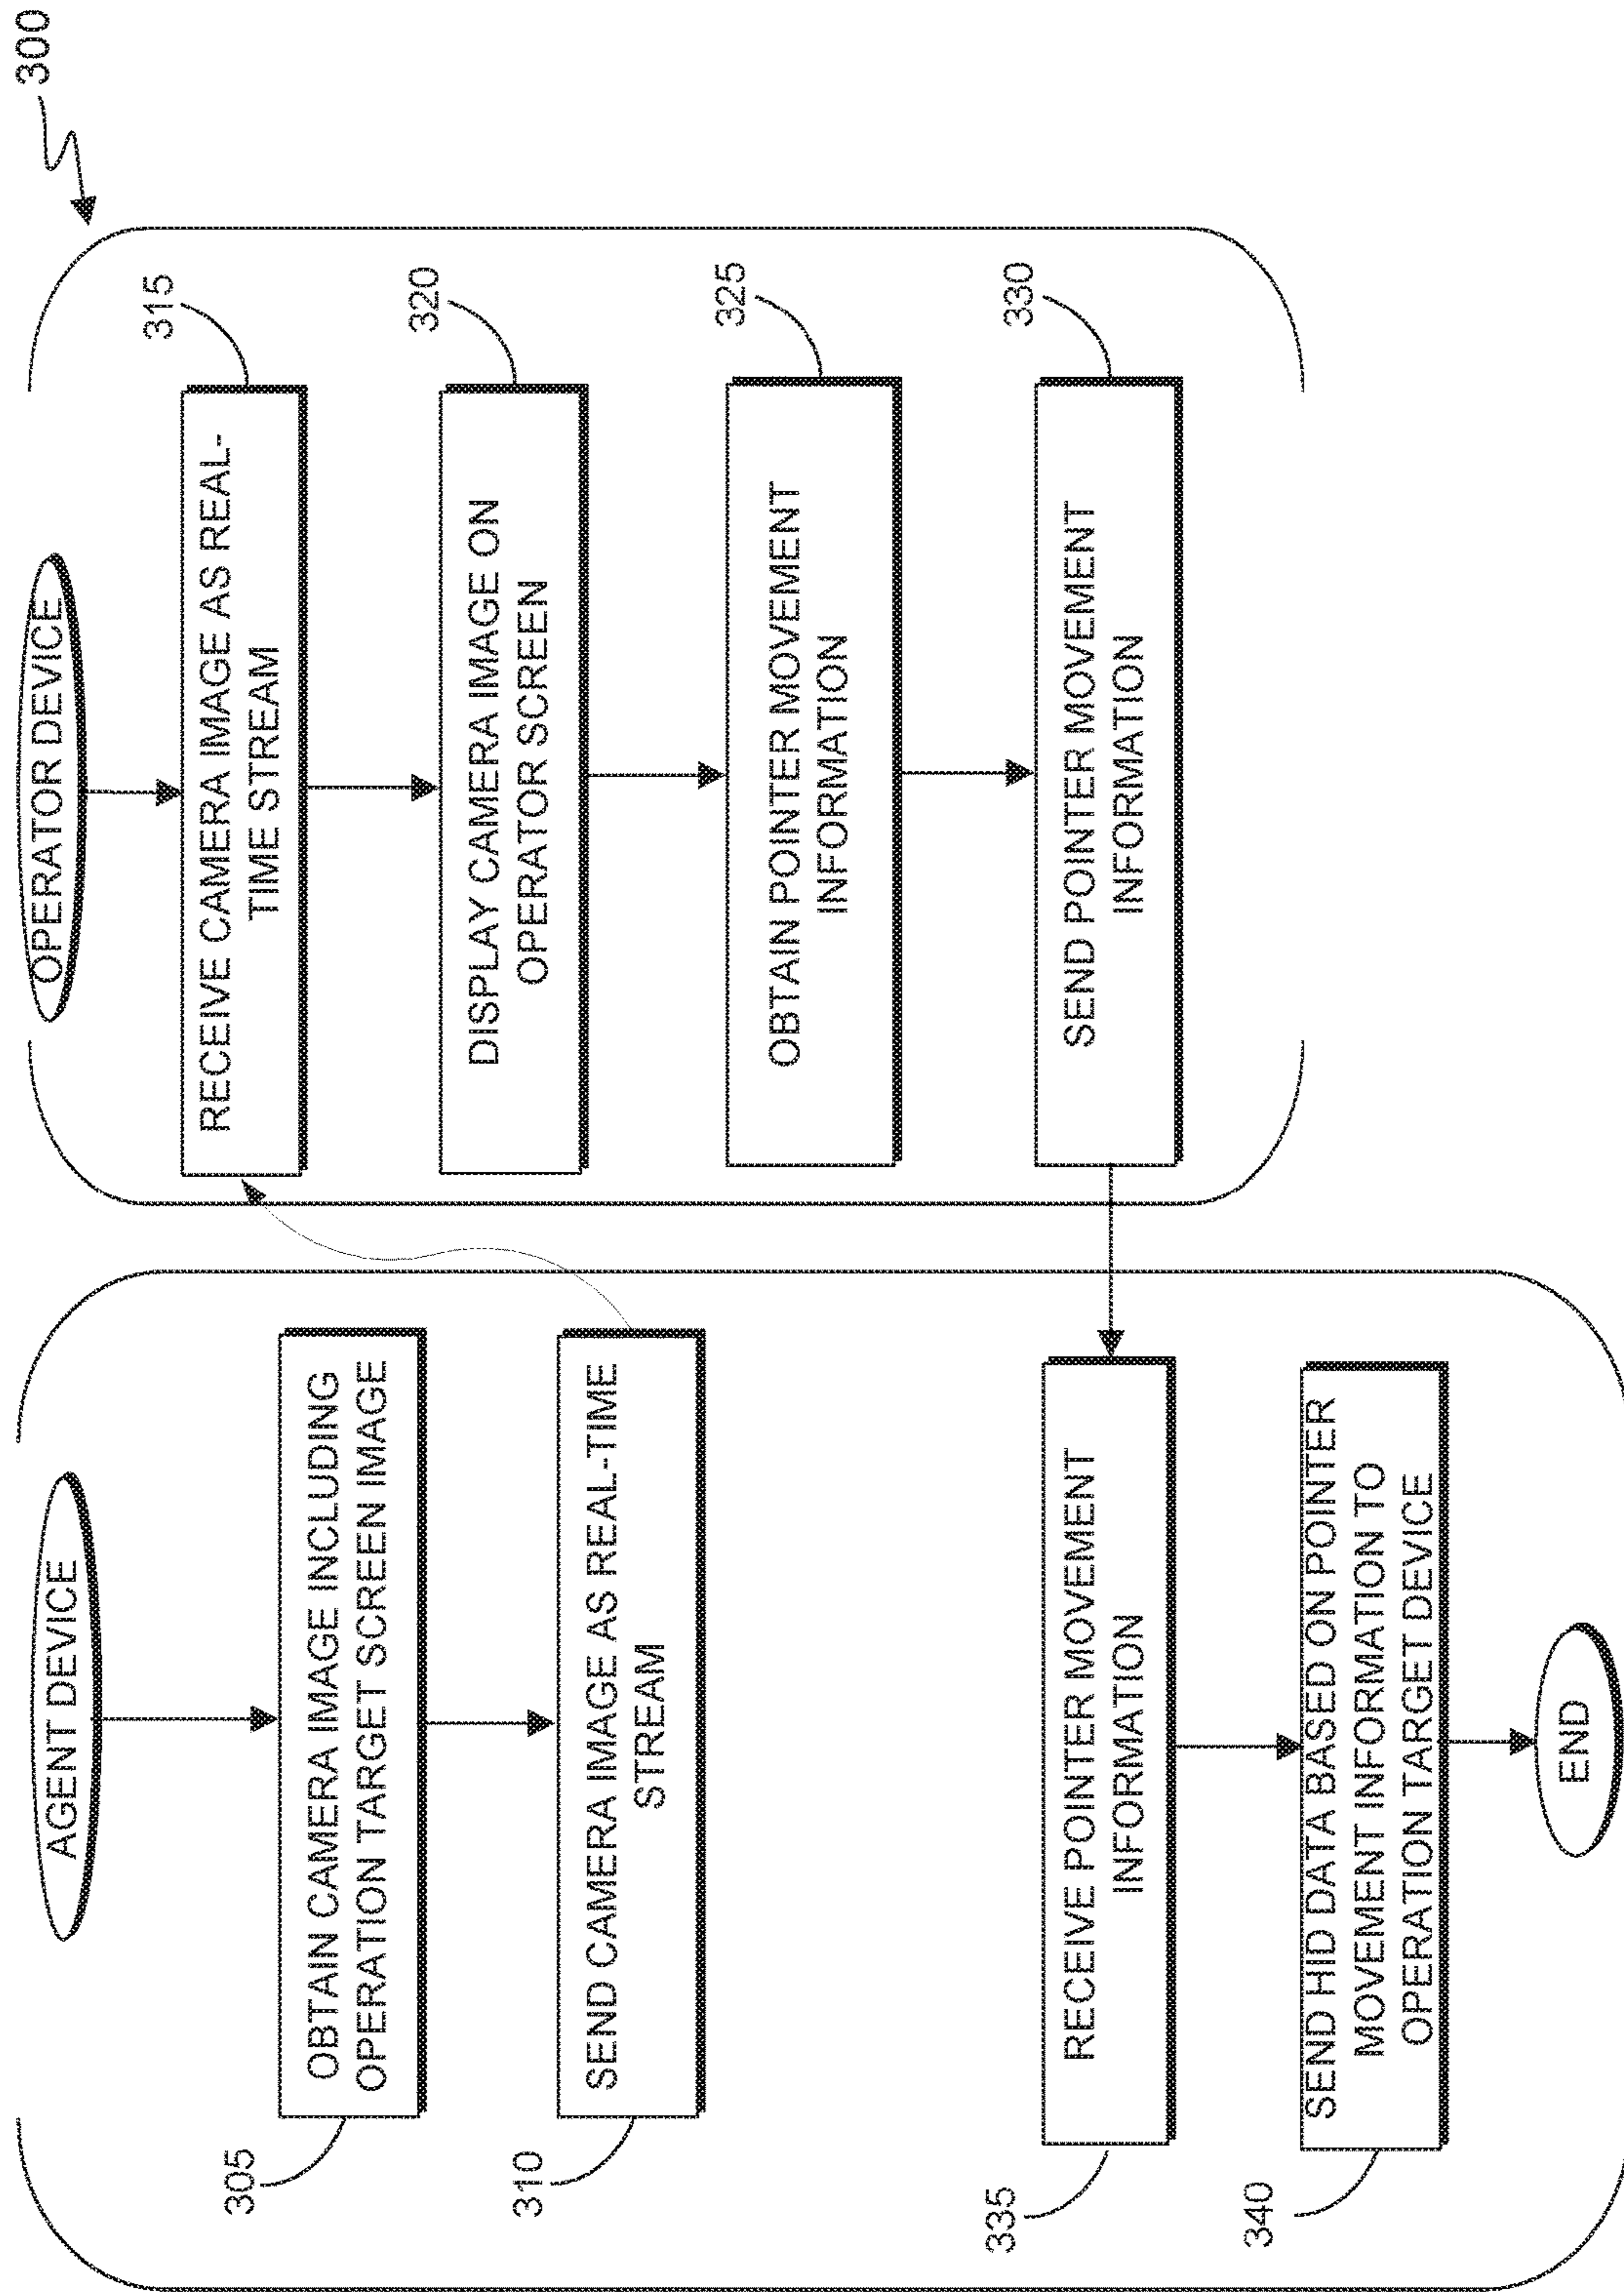 300
AGENT DEVICE
305
OBTAIN CAMERA IMAGE INCLUDING
OPERATION TARGET SCREEN IMAGE
310
SEND CAMERA IMAGE AS REAL-TIME
STREAM
OPERATOR DEVICE
315
RECEIVE CAMERA IMAGE AS REAL-
TIME STREAM
320
DISPLAY CAMERA IMAGE ON
OPERATOR SCREEN
325
OBTAIN POINTER MOVEMENT
INFORMATION
330
SEND POINTER MOVEMENT
INFORMATION
335
RECEIVE POINTER MOVEMENT
INFORMATION
340
SEND HID DATA BASED ON POINTER
MOVEMENT INFORMATION TO
OPERATION TARGET DEVICE
END